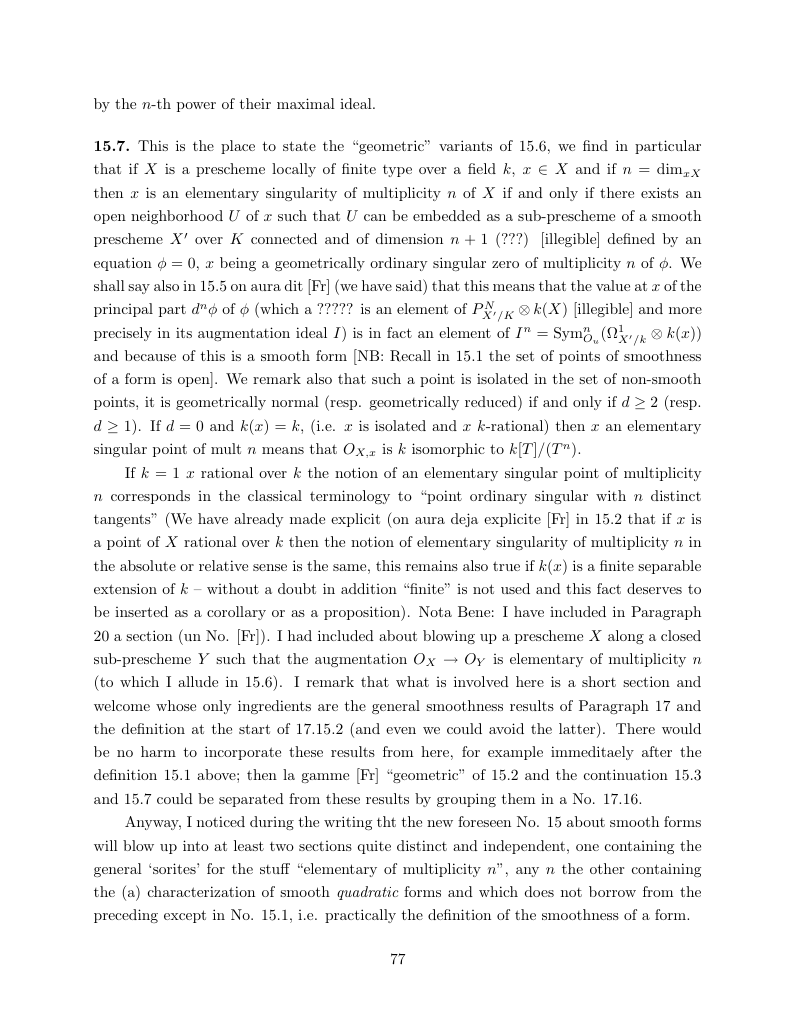 by the n-th power of their maximal ideal.
15.7. This is the place to state the “geometric” variants of 15.6, we find in particular
that if X is a prescheme locally of finite type over a field k, x ∈ X and if n = dim_{xX}
then x is an elementary singularity of multiplicity n of X if and only if there exists an
open neighborhood U of x such that U can be embedded as a sub-prescheme of a smooth
prescheme X′ over K connected and of dimension n + 1 (???) [illegible] defined by an
equation ϕ = 0, x being a geometrically ordinary singular zero of multiplicity n of ϕ. We
shall say also in 15.5 on aura dit [Fr] (we have said) that this means that the value at x of the
principal part dⁿϕ of ϕ (which a ????? is an element of P^N_{X′/K} ⊗ k(X) [illegible] and more
precisely in its augmentation ideal I) is in fact an element of Iⁿ = Sym^n_{O_u}(Ω^1_{X′/k} ⊗ k(x))
and because of this is a smooth form [NB: Recall in 15.1 the set of points of smoothness
of a form is open]. We remark also that such a point is isolated in the set of non-smooth
points, it is geometrically normal (resp. geometrically reduced) if and only if d ≥ 2 (resp.
d ≥ 1). If d = 0 and k(x) = k, (i.e. x is isolated and x k-rational) then x an elementary
singular point of mult n means that O_{X,x} is k isomorphic to k[T]/(Tⁿ).
If k = 1 x rational over k the notion of an elementary singular point of multiplicity
n corresponds in the classical terminology to “point ordinary singular with n distinct
tangents” (We have already made explicit (on aura deja explicite [Fr] in 15.2 that if x is
a point of X rational over k then the notion of elementary singularity of multiplicity n in
the absolute or relative sense is the same, this remains also true if k(x) is a finite separable
extension of k – without a doubt in addition “finite” is not used and this fact deserves to
be inserted as a corollary or as a proposition). Nota Bene: I have included in Paragraph
20 a section (un No. [Fr]). I had included about blowing up a prescheme X along a closed
sub-prescheme Y such that the augmentation O_X → O_Y is elementary of multiplicity n
(to which I allude in 15.6). I remark that what is involved here is a short section and
welcome whose only ingredients are the general smoothness results of Paragraph 17 and
the definition at the start of 17.15.2 (and even we could avoid the latter). There would
be no harm to incorporate these results from here, for example immeditaely after the
definition 15.1 above; then la gamme [Fr] “geometric” of 15.2 and the continuation 15.3
and 15.7 could be separated from these results by grouping them in a No. 17.16.
Anyway, I noticed during the writing tht the new foreseen No. 15 about smooth forms
will blow up into at least two sections quite distinct and independent, one containing the
general ‘sorites’ for the stuff “elementary of multiplicity n”, any n the other containing
the (a) characterization of smooth quadratic forms and which does not borrow from the
preceding except in No. 15.1, i.e. practically the definition of the smoothness of a form.
77